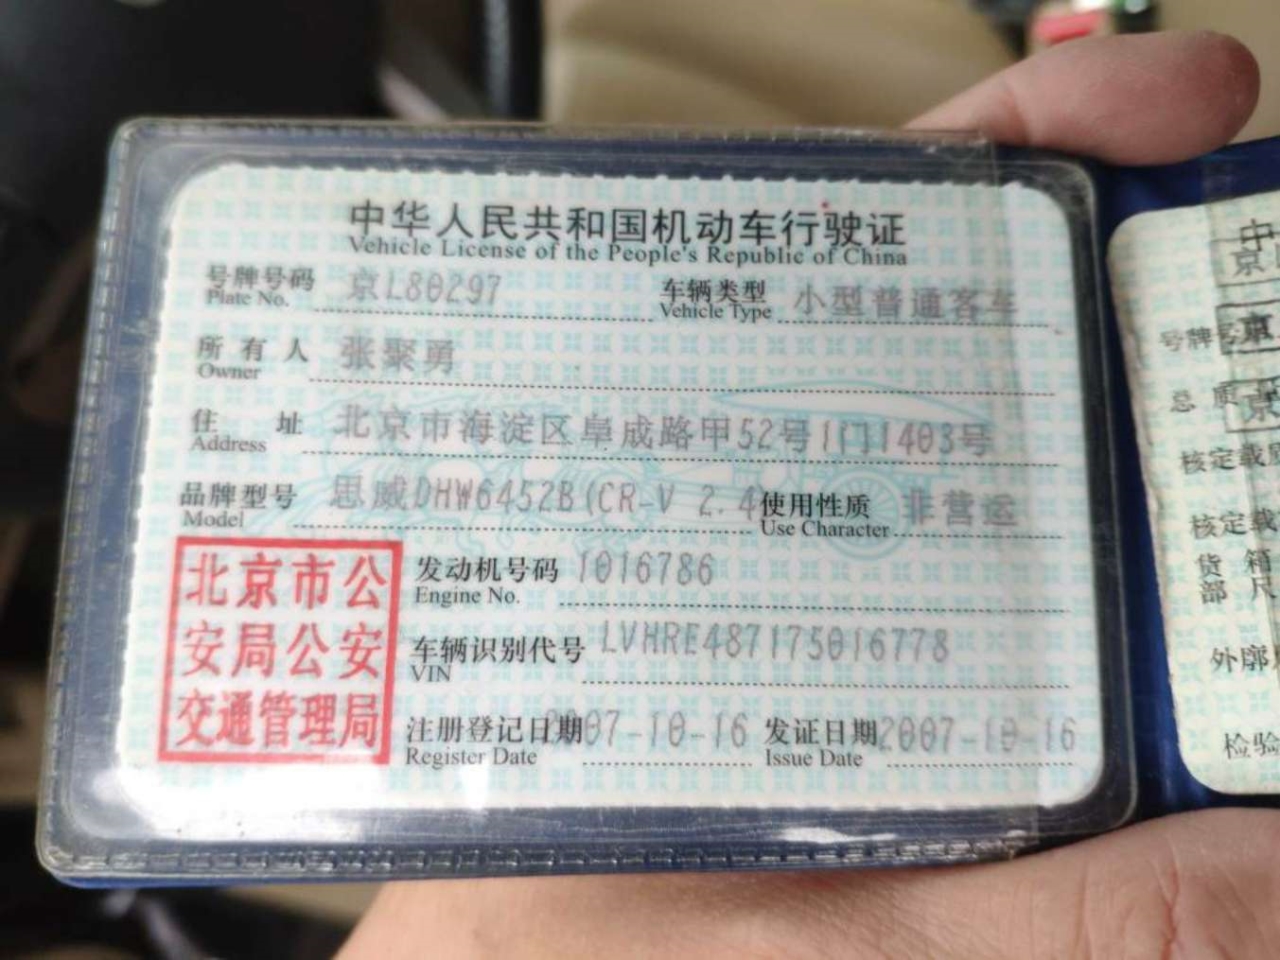 中华人民共和国机动车行驶证
Vehicle License of the People's Republic of China
号牌号码 京L80297 车辆类型 小型普通客车
Plate No. Vehicle Type
所有人 张聚勇
Owner
住址 北京市海淀区阜成路甲52号1门1403号
Address
品牌型号 思威DHW6452B(CR-V 2.4 使用性质 非营运
Model Use Character
发动机号码 1016786
Engine No.
车辆识别代号 LVHRE487175016778
VIN
注册登记日期 2007-10-16 发证日期 2007-10-16
Register Date Issue Date
北京市公
安局公安
交通管理局
中
京
号牌
总质
核定载质
核定载
货箱
部尺
外廓
检验